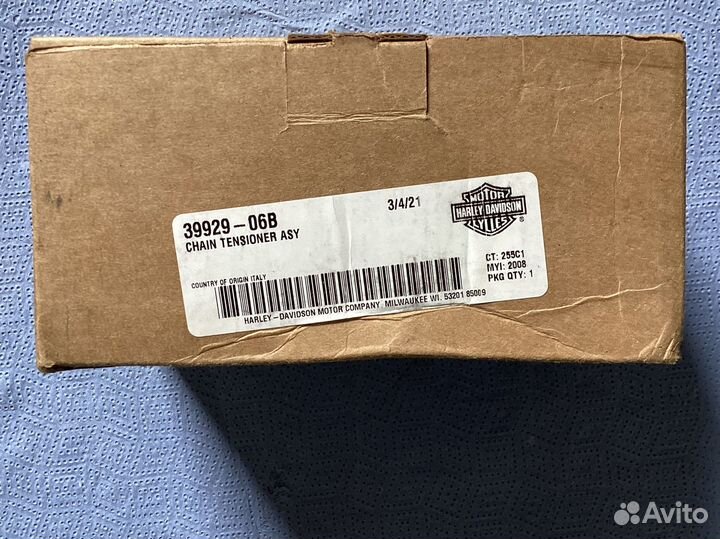 39929-06B
CHAIN TENSIONER ASY
3/4/21
MOTOR
HARLEY-DAVIDSON
CYCLES
®
CT: 255C1
MYI: 2008
PKG QTY: 1
COUNTRY OF ORIGIN ITALY
HARLEY-DAVIDSON MOTOR COMPANY MILWAUKEE WI. 53201 85009
Avito